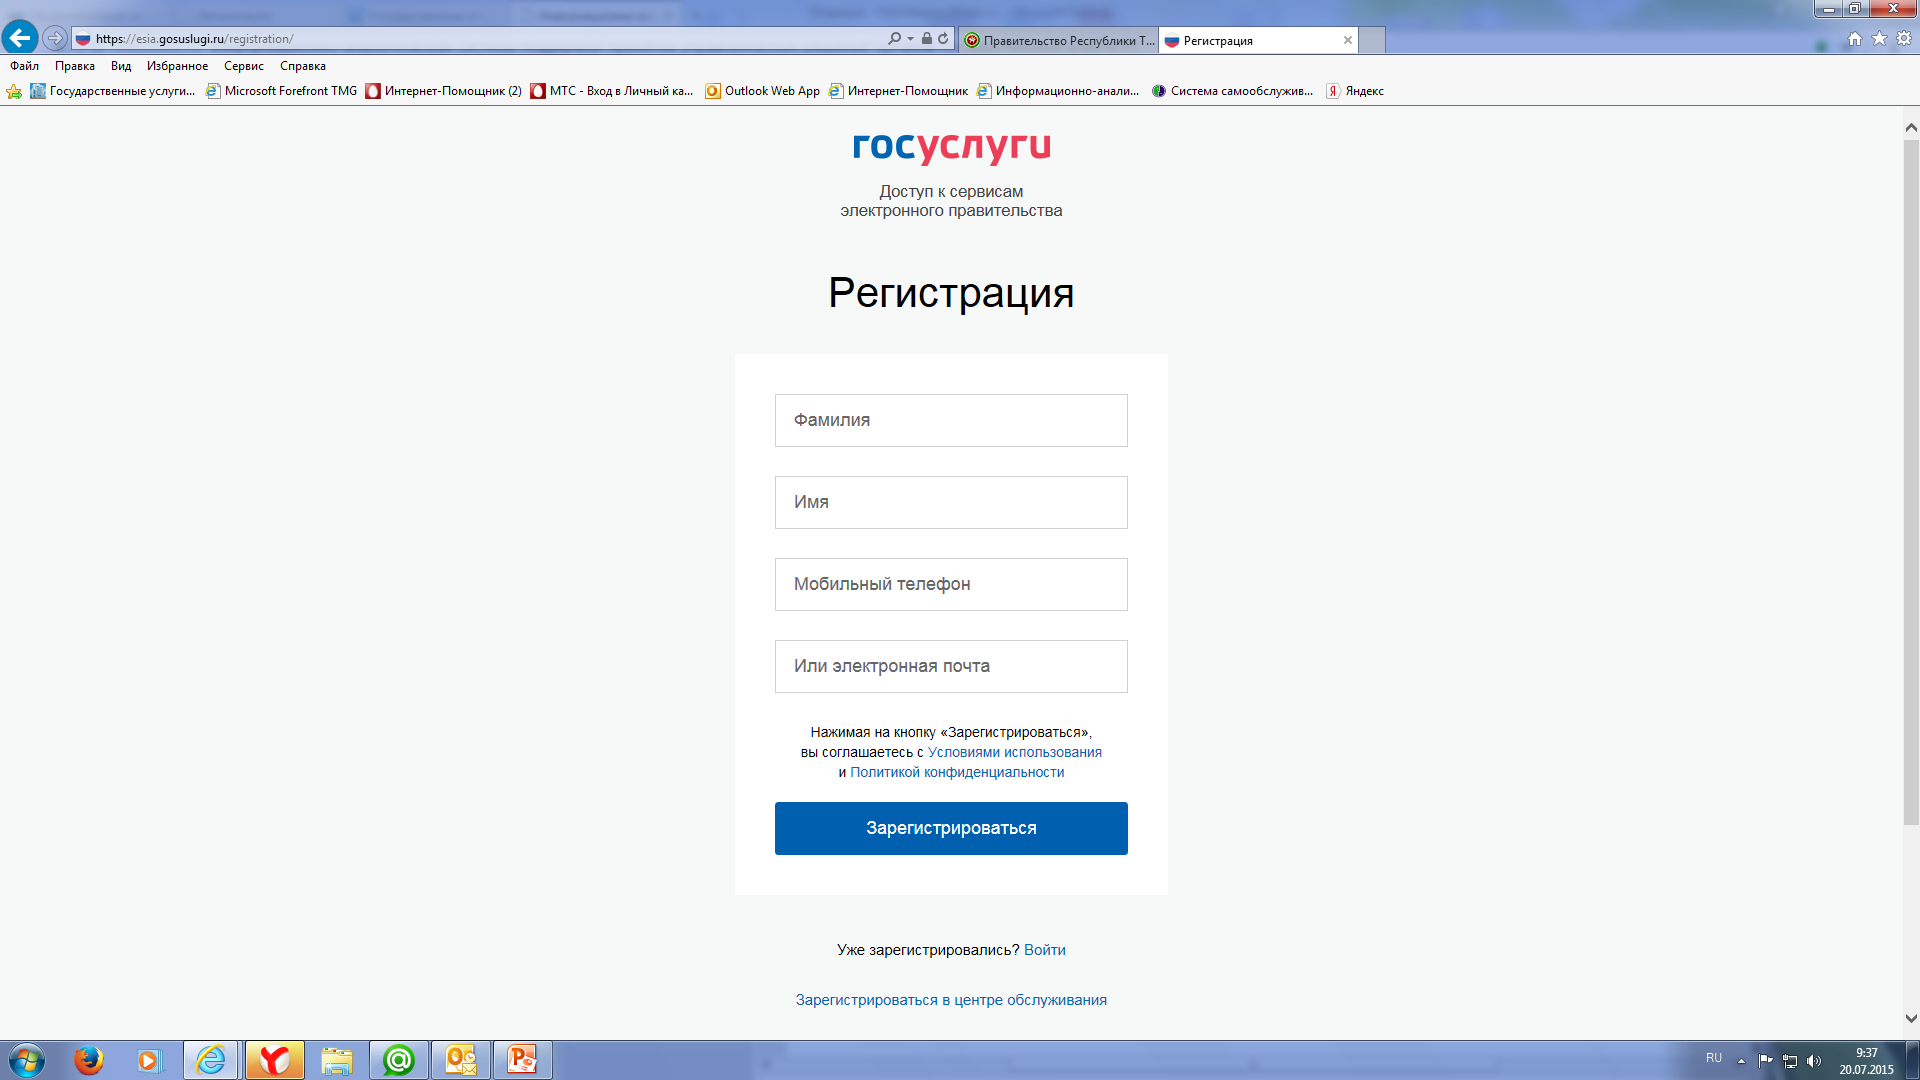 https://esia.gosuslugi.ru/registration/
Правительство Республики Т...
Регистрация
Файл Правка Вид Избранное Сервис Справка
Государственные услуги... Microsoft Forefront TMG Интернет-Помощник (2) МТС - Вход в Личный ка... Outlook Web App Интернет-Помощник Информационно-анали... Система самообслужив... Яндекс
госуслуги
Доступ к сервисам
электронного правительства
Регистрация
Фамилия
Имя
Мобильный телефон
Или электронная почта
Нажимая на кнопку «Зарегистрироваться»,
вы соглашаетесь с Условиями использования
и Политикой конфиденциальности
Зарегистрироваться
Уже зарегистрировались? Войти
Зарегистрироваться в центре обслуживания
RU
9:37
20.07.2015